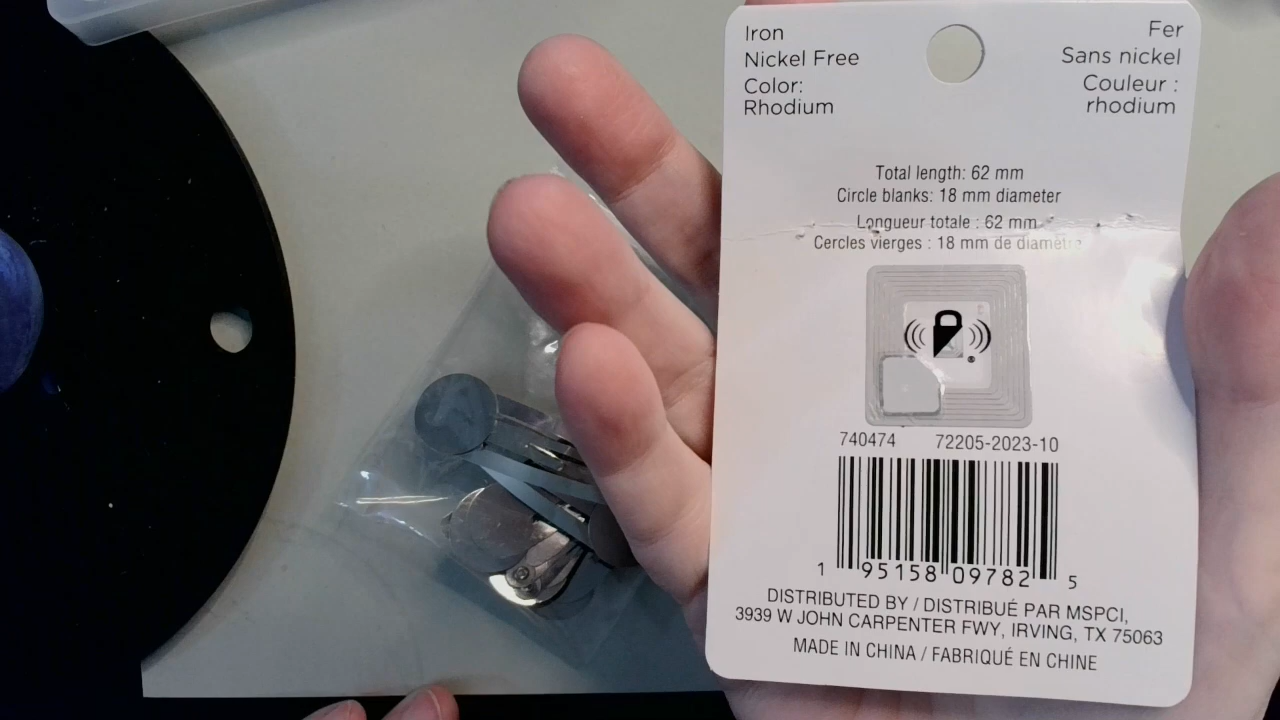 Iron
Nickel Free
Color:
Rhodium
Fer
Sans nickel
Couleur :
rhodium
Total length: 62 mm
Circle blanks: 18 mm diameter
Longueur totale : 62 mm
Cercles vierges : 18 mm de diamètre
740474 72205-2023-10
1 95158 09782 5
DISTRIBUTED BY / DISTRIBUÉ PAR MSPCI,
3939 W JOHN CARPENTER FWY, IRVING, TX 75063
MADE IN CHINA / FABRIQUÉ EN CHINE